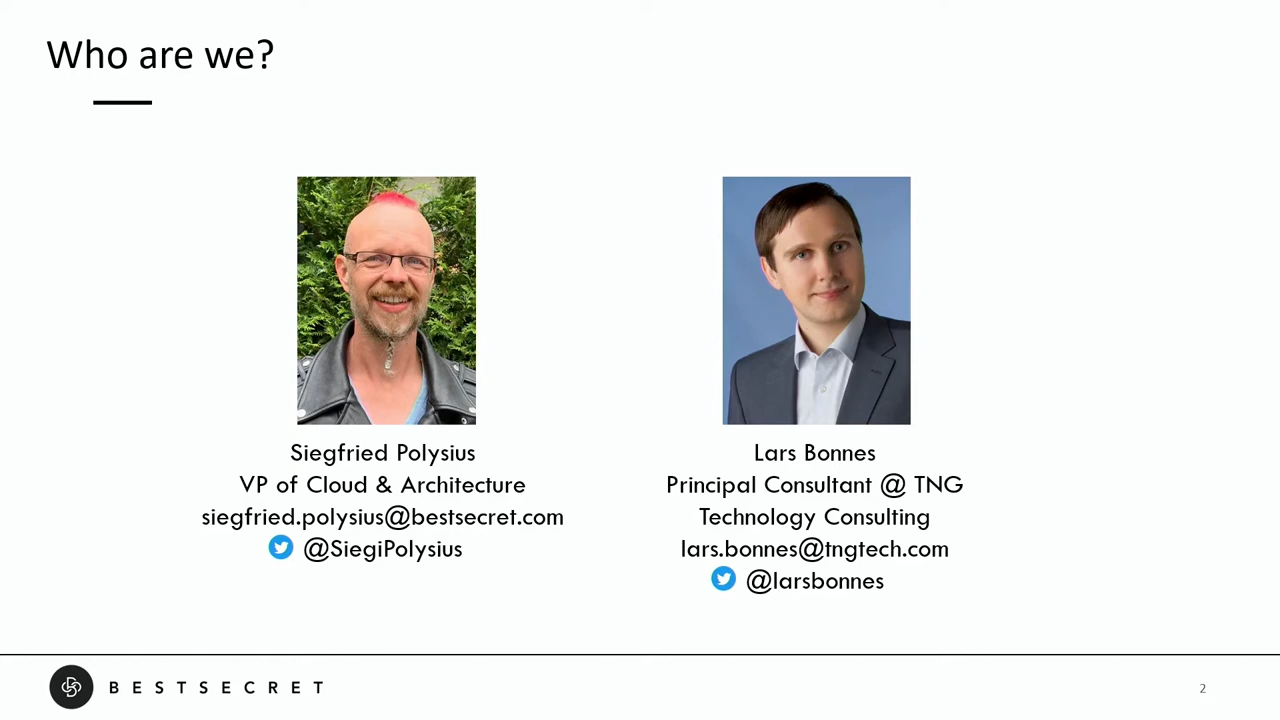 Who are we?
Siegfried Polysius
VP of Cloud & Architecture
siegfried.polysius@bestsecret.com
@SiegiPolysius
Lars Bonnes
Principal Consultant @ TNG
Technology Consulting
lars.bonnes@tngtech.com
@larsbonnes
BESTSECRET
2